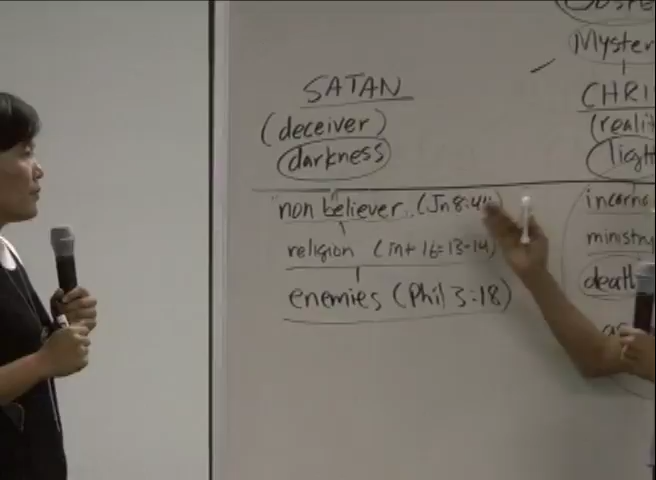 Myster
SATAN
CHRI
(deceiver)
(realit
darkness
ligh
non believer (Jn 8:44)
incarna
religion (mt 16:13-14)
ministry
enemies (Phil 3:18)
death